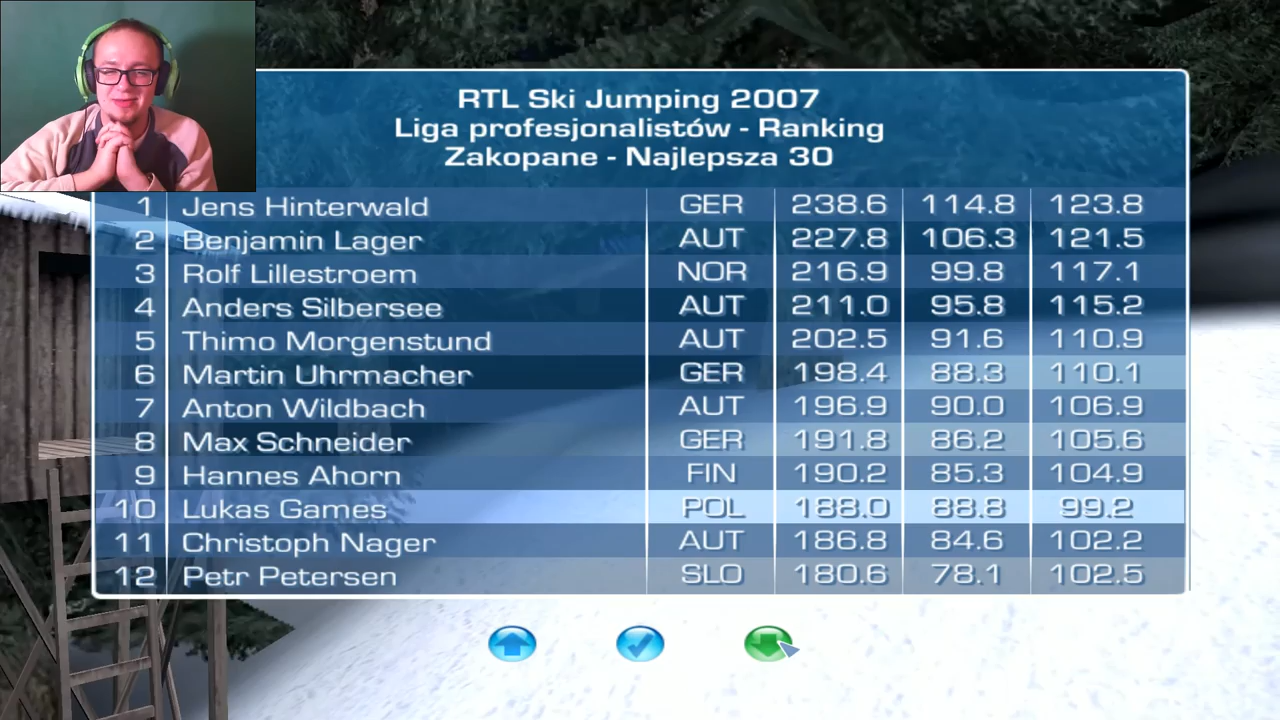 RTL Ski Jumping 2007
Liga profesjonalistów - Ranking
Zakopane - Najlepsza 30
1 Jens Hinterwald GER 238.6 114.8 123.8
2 Benjamin Lager AUT 227.8 106.3 121.5
3 Rolf Lillestroem NOR 216.9 99.8 117.1
4 Anders Silbersee AUT 211.0 95.8 115.2
5 Thimo Morgenstund AUT 202.5 91.6 110.9
6 Martin Uhrmacher GER 198.4 88.3 110.1
7 Anton Wildbach AUT 196.9 90.0 106.9
8 Max Schneider GER 191.8 86.2 105.6
9 Hannes Ahorn FIN 190.2 85.3 104.9
10 Lukas Games POL 188.0 88.8 99.2
11 Christoph Nager AUT 186.8 84.6 102.2
12 Petr Petersen SLO 180.6 78.1 102.5